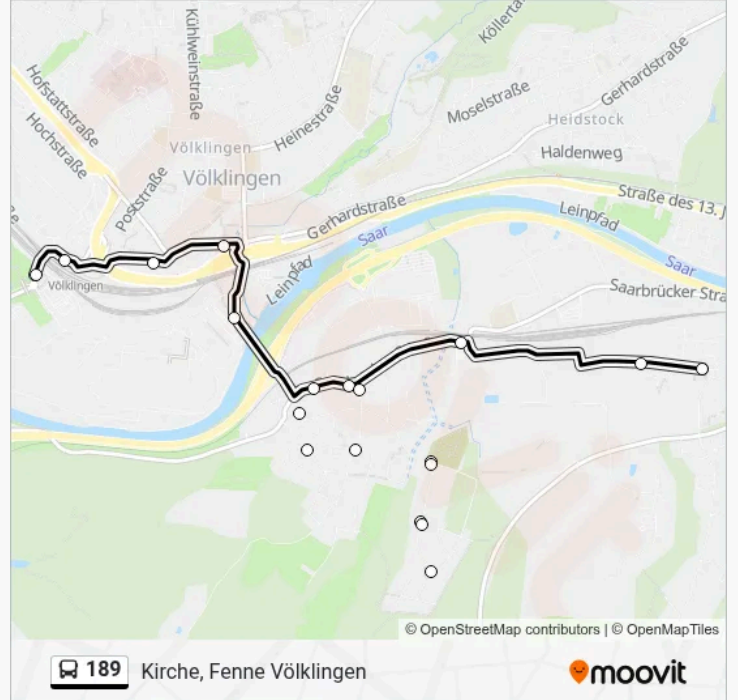 Kühlweinstraße
Köllerta
Hofstattstraße
Hochstraße
Poststraße
Heinestraße
Gerhardstraße
Moselstraße
Heidstock
Haldenweg
Völklingen
Völklingen
Gerhardstraße
Saar
Leinpfad
Straße des 13. J
Leinpfad
Saar
Saarbrücker Stra
Völklingen
© OpenStreetMap contributors | © OpenMapTiles
189 Kirche, Fenne Völklingen
moovit